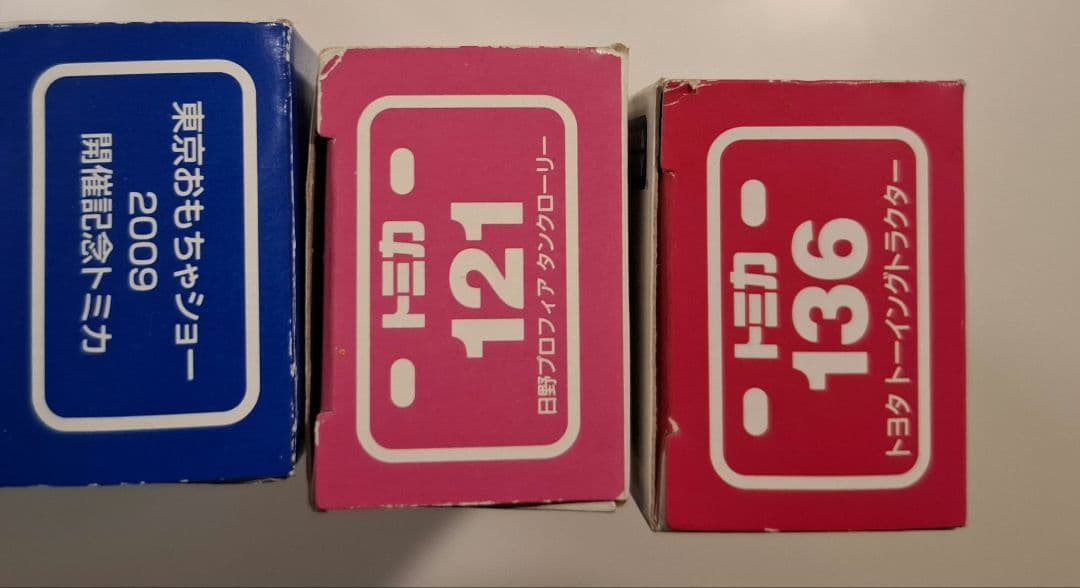 東京おもちゃショー
2009
開催記念トミカ
トミカ
121
日野プロフィア タンクローリー
トミカ
136
トヨタ トーイングトラクター